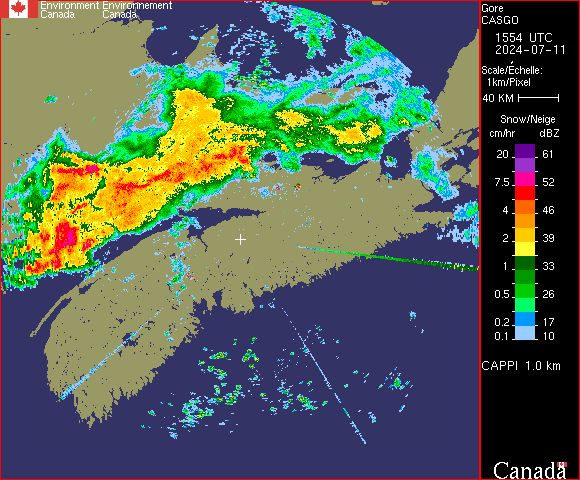 Environment Environnement
Canada Canada
Gore
CASGO
1554 UTC
2024-07-11
Scale/Échelle:
1km/Pixel
40 KM
Snow/Neige
cm/hr dBZ
20 61
7.5 52
4 46
2 39
1 33
0.5 26
0.2 17
0.1 10
CAPPI 1.0 km
Canada